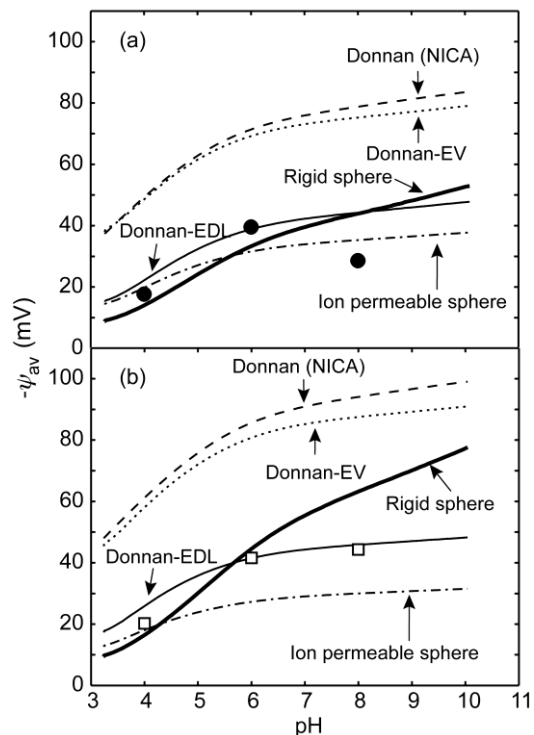 100
(a)
Donnan (NICA)
80
Donnan-EV
60
Rigid sphere
Donnan-EDL
40
20
Ion permeable sphere
0
-ψav (mV)
(b)
Donnan (NICA)
100
80
Donnan-EV
Rigid sphere
60
Donnan-EDL
40
20
Ion permeable sphere
0
3 4 5 6 7 8 9 10 11
pH